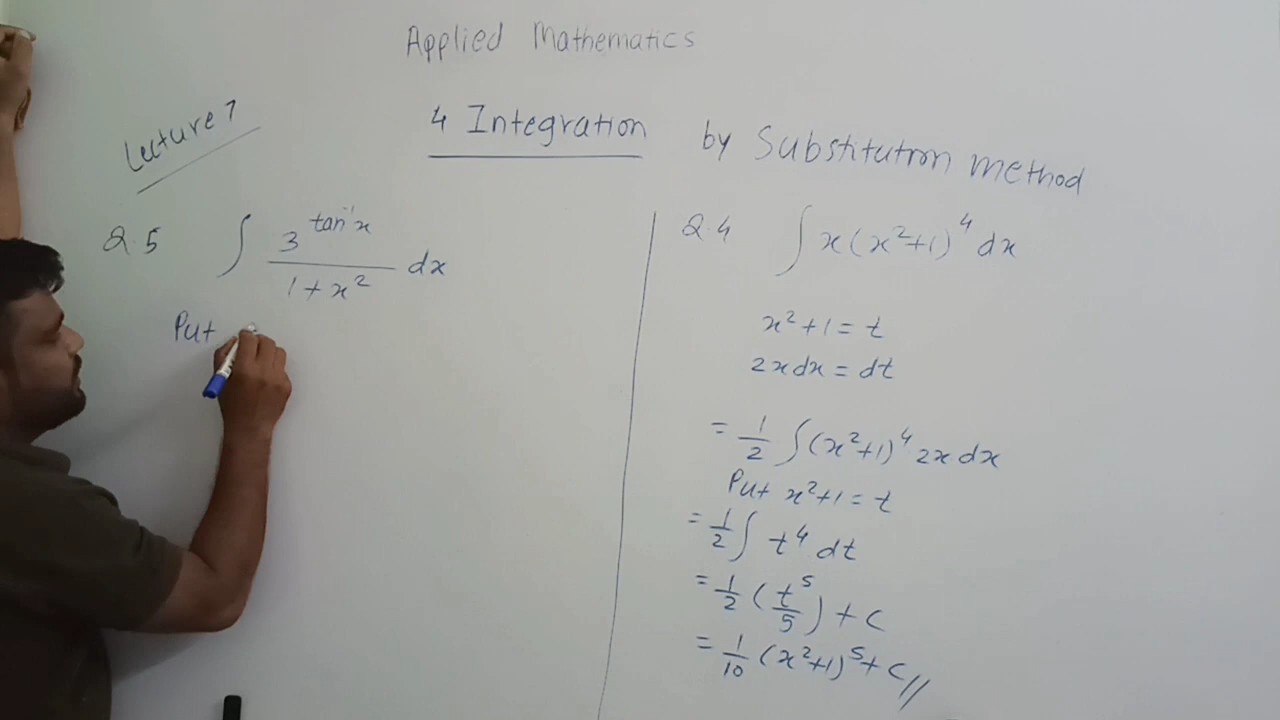 Applied Mathematics
Lecture 7
4 Integration by Substitution method
Q.5 ∫ 3^(tan⁻¹x) / (1+x²) dx
Put
Q.4 ∫ x(x²+1)⁴ dx
x²+1 = t
2x dx = dt
= 1/2 ∫(x²+1)⁴ 2x dx
Put x²+1 = t
= 1/2 ∫ t⁴ dt
= 1/2 (t⁵/5) + c
= 1/10 (x²+1)⁵ + c //